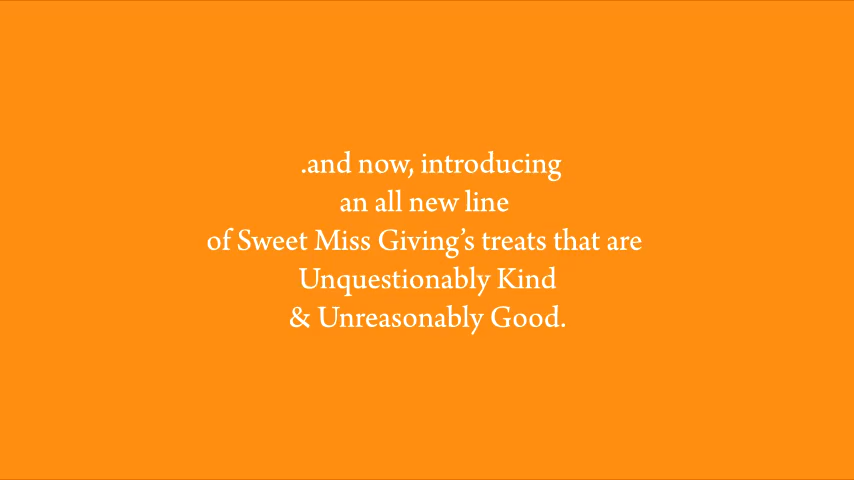 .and now, introducing
an all new line
of Sweet Miss Giving’s treats that are
Unquestionably Kind
& Unreasonably Good.